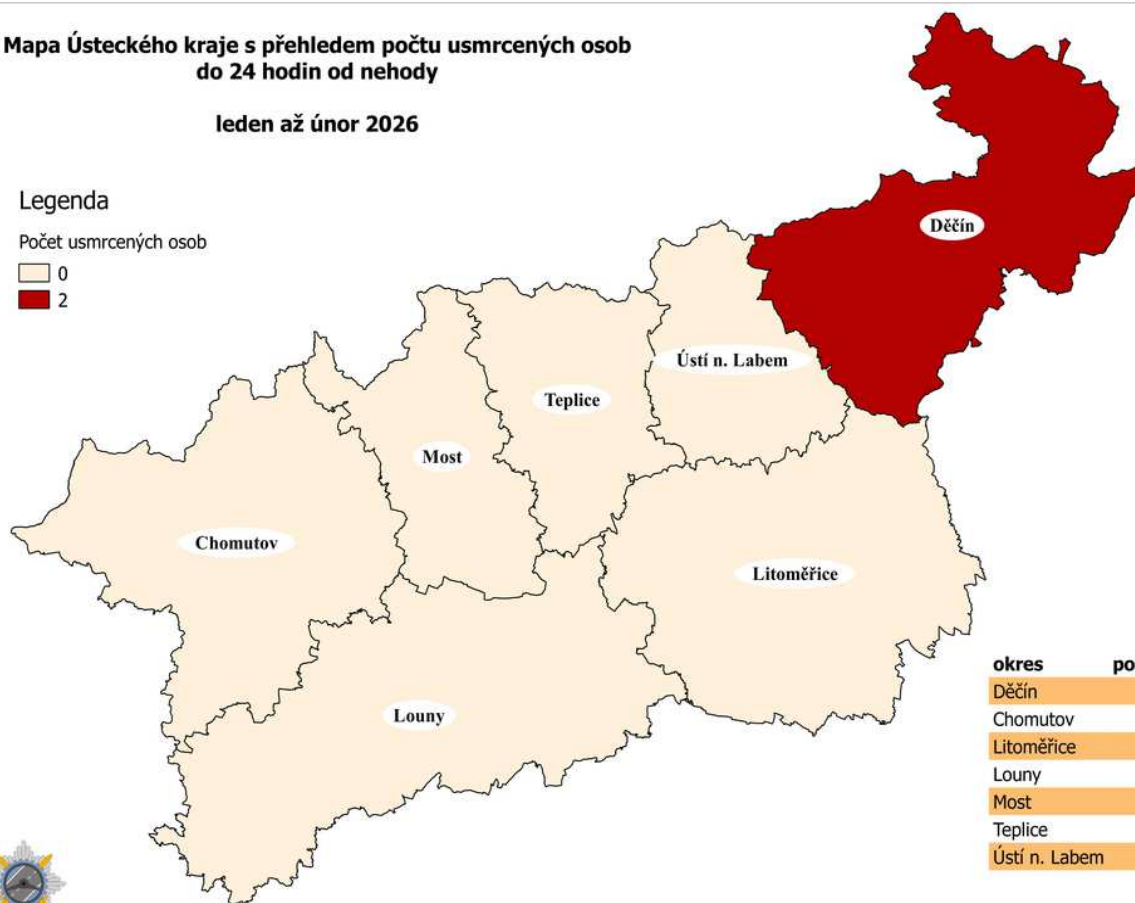 Mapa Ústeckého kraje s přehledem počtu usmrcených osob
do 24 hodin od nehody
leden až únor 2026
Legenda
Počet usmrcených osob
0
2
Děčín
Ústí n. Labem
Teplice
Most
Chomutov
Litoměřice
Louny
okres po
Děčín
Chomutov
Litoměřice
Louny
Most
Teplice
Ústí n. Labem